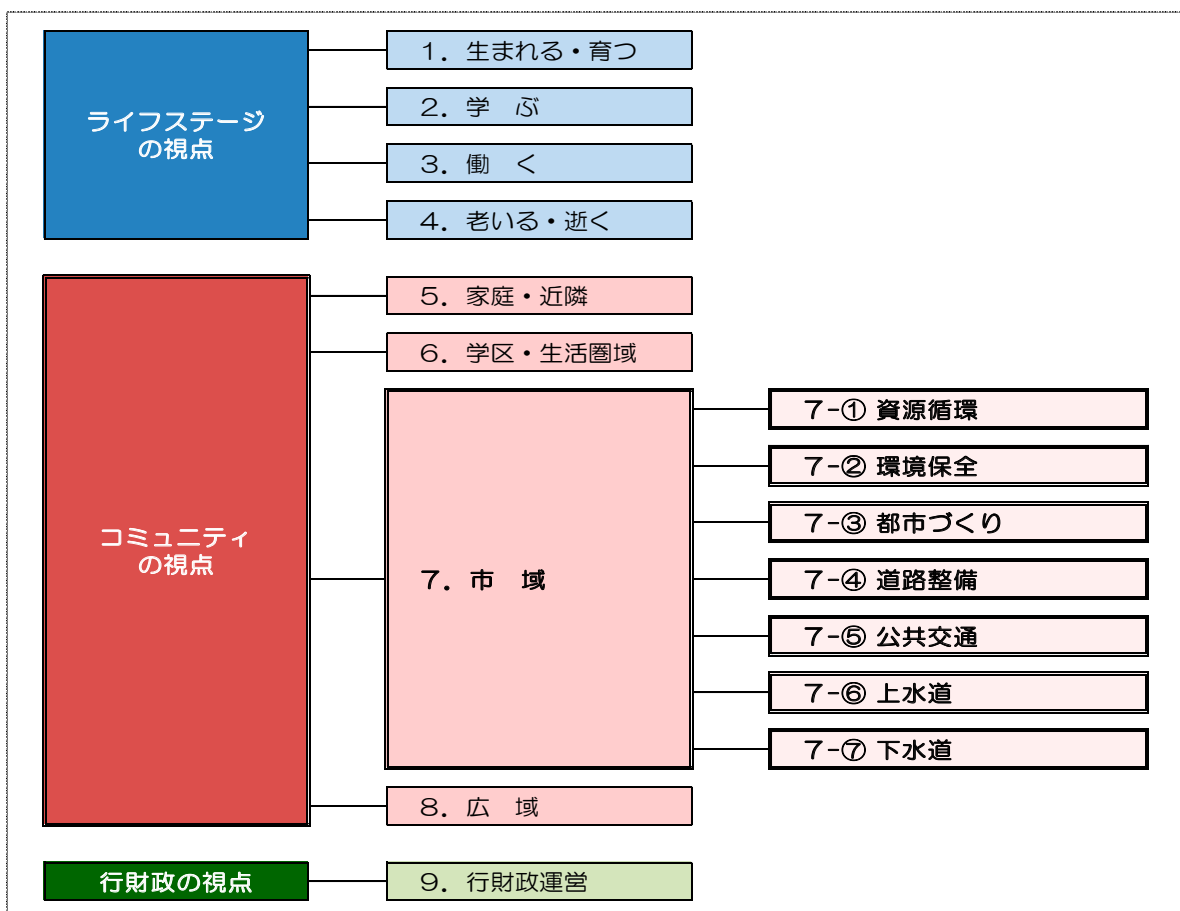 ライフステージ
の視点
１．生まれる・育つ
２．学　ぶ
３．働　く
４．老いる・逝く
コミュニティ
の視点
５．家庭・近隣
６．学区・生活圏域
７．市　域
７-① 資源循環
７-② 環境保全
７-③ 都市づくり
７-④ 道路整備
７-⑤ 公共交通
７-⑥ 上水道
７-⑦ 下水道
８．広　域
行財政の視点
９．行財政運営